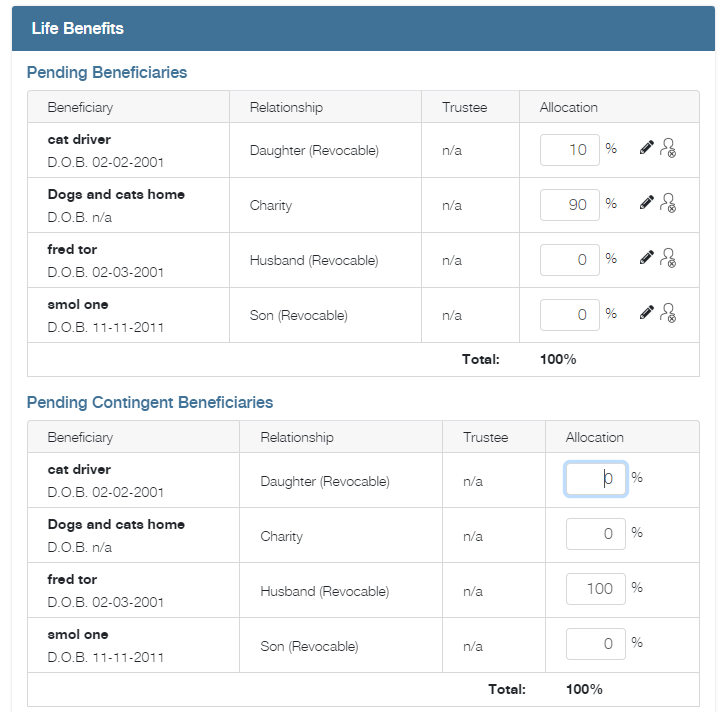 Life Benefits
Pending Beneficiaries
Beneficiary Relationship Trustee Allocation
cat driver
D.O.B. 02-02-2001
Daughter (Revocable) n/a 10 %
Dogs and cats home
D.O.B. n/a
Charity n/a 90 %
fred tor
D.O.B. 02-03-2001
Husband (Revocable) n/a 0 %
smol one
D.O.B. 11-11-2011
Son (Revocable) n/a 0 %
Total: 100%
Pending Contingent Beneficiaries
Beneficiary Relationship Trustee Allocation
cat driver
D.O.B. 02-02-2001
Daughter (Revocable) n/a 0 %
Dogs and cats home
D.O.B. n/a
Charity n/a 0 %
fred tor
D.O.B. 02-03-2001
Husband (Revocable) n/a 100 %
smol one
D.O.B. 11-11-2011
Son (Revocable) n/a 0 %
Total: 100%